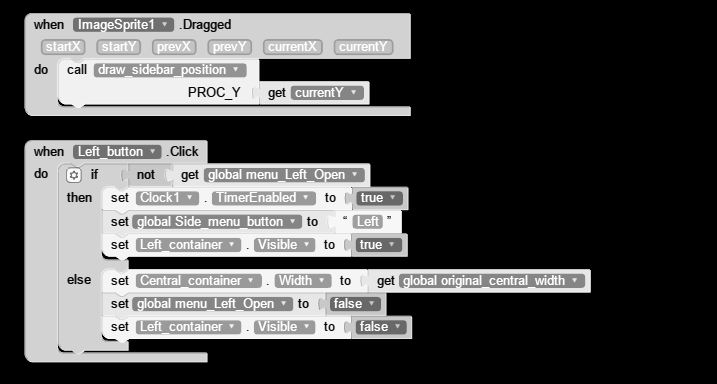 when ImageSprite1 .Dragged
startX startY prevX prevY currentX currentY
do call draw_sidebar_position
PROC_Y get currentY
when Left_button .Click
do if not get global menu_Left_Open
then set Clock1 . TimerEnabled to true
set global Side_menu_button to “ Left ”
set Left_container . Visible to true
else set Central_container . Width to get global original_central_width
set global menu_Left_Open to false
set Left_container . Visible to false